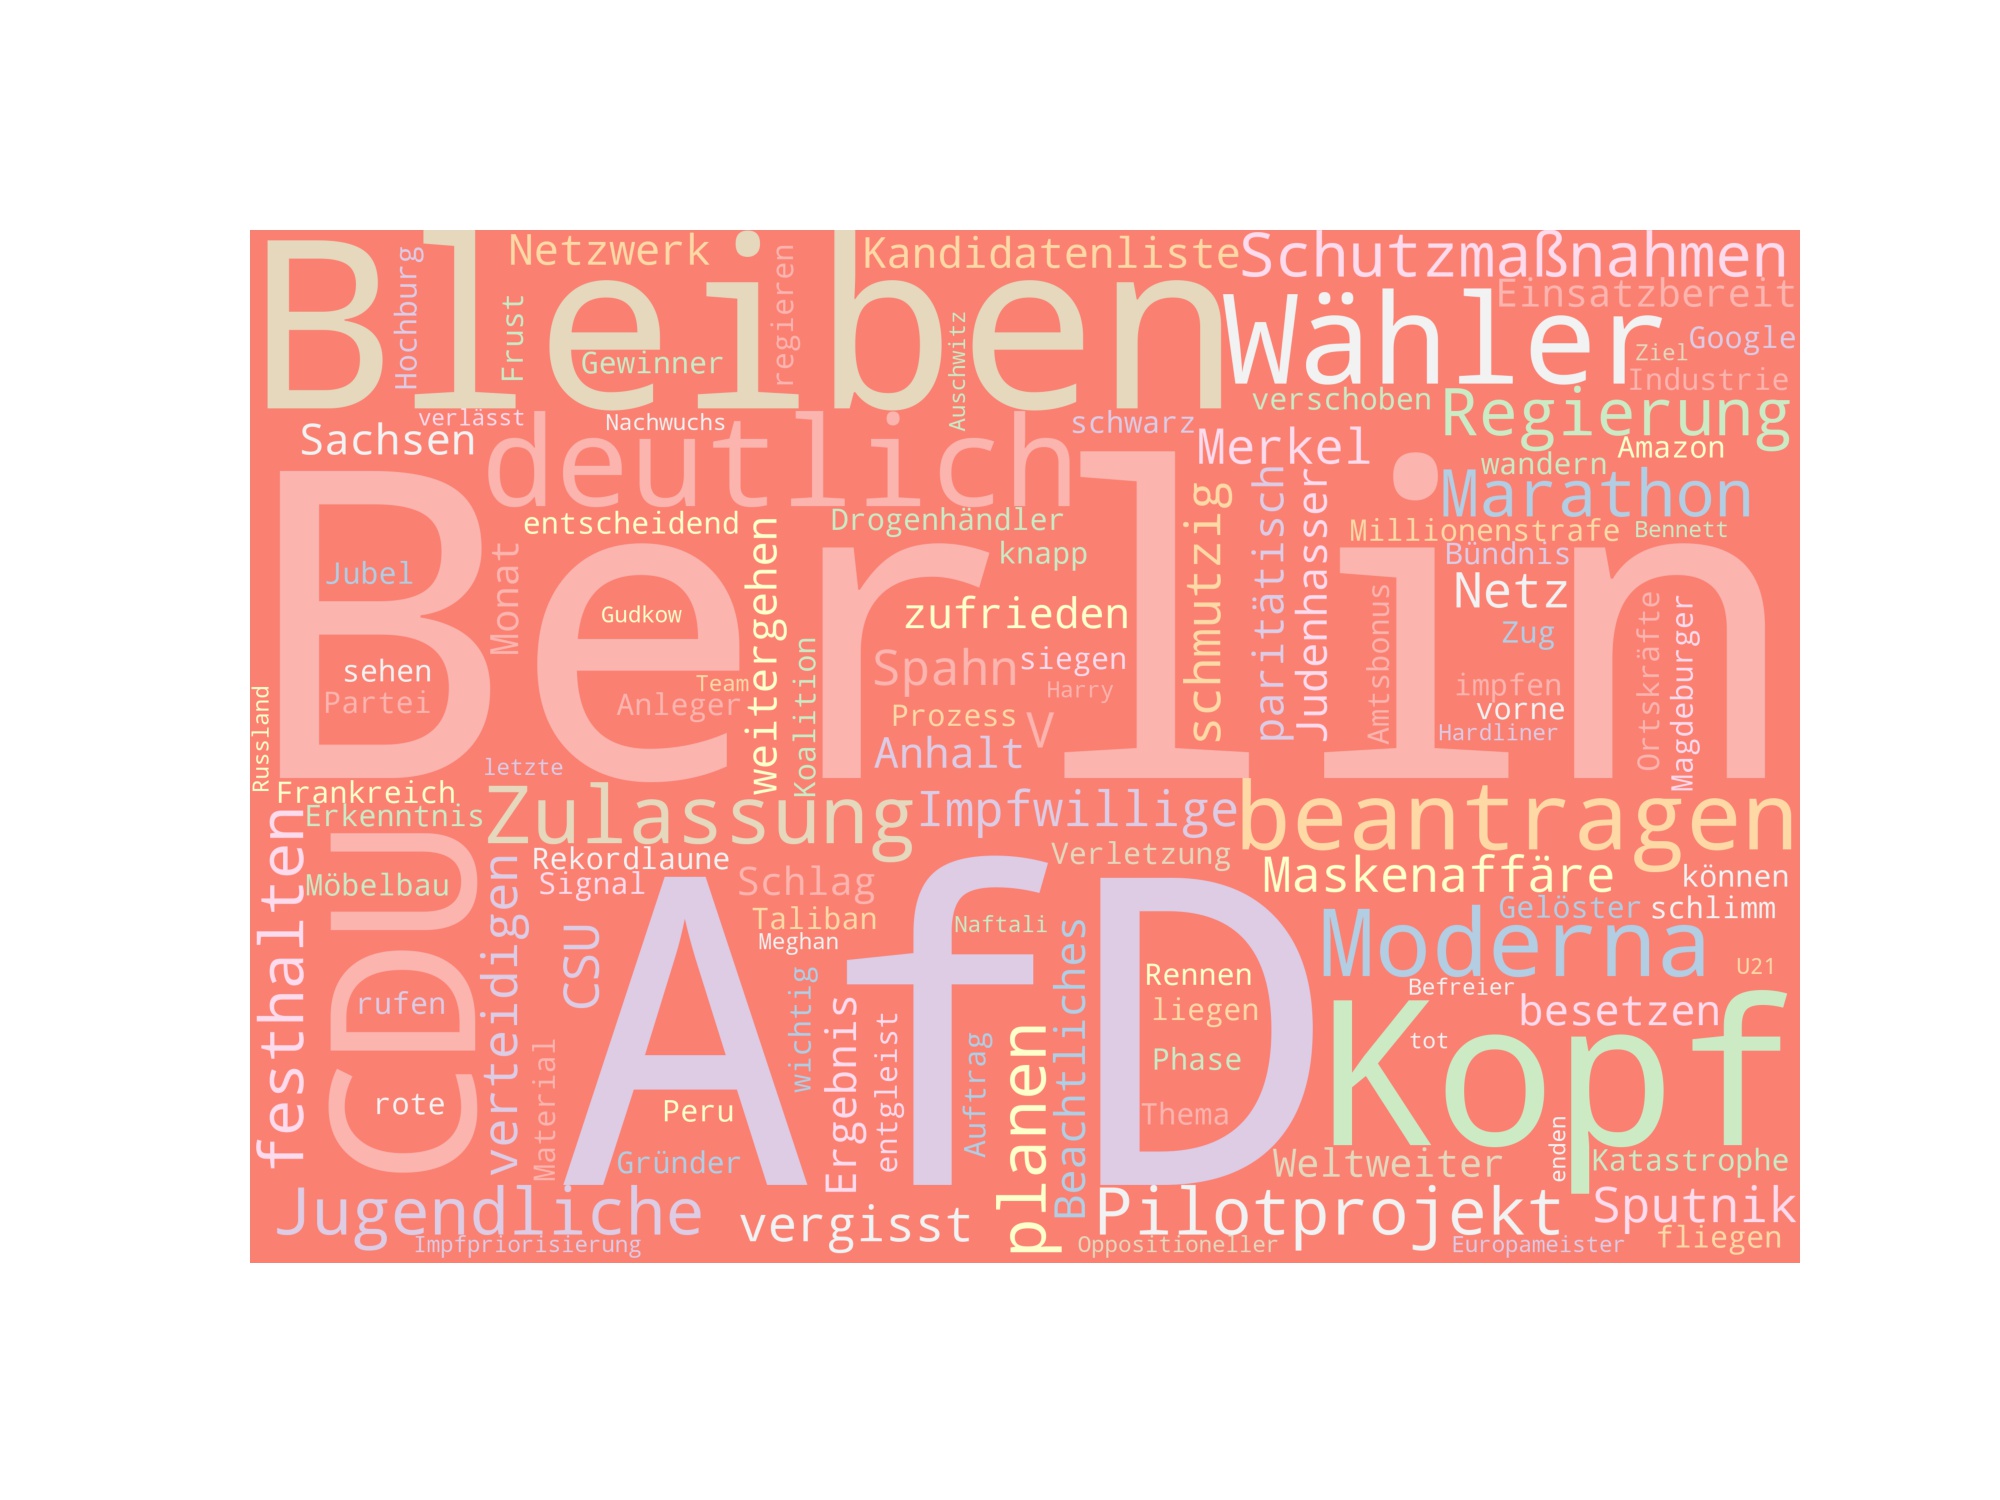 Bleiben
Netzwerk
Kandidatenliste
Schutzmaßnahmen
Hochburg
Frust
Gewinner
regieren
Auschwitz
Wähler
Einsatzbereit
Google
Ziel
Industrie
verschoben
Regierung
verlässt
Nachwuchs
schwarz
Sachsen
deutlich
Merkel
Amazon
wandern
Marathon
Berlin
entscheidend
Drogenhändler
knapp
schmutzig
paritätisch
Judenhasser
Millionenstrafe
Bennett
Bündnis
Jubel
Monat
Gudkow
weitergehen
zufrieden
Netz
Zug
sehen
Partei
Team
Anleger
Koalition
Spahn
siegen
Harry
Prozess
V
Anhalt
Amtsbonus
impfen
vorne
Hardliner
Ortskräfte
Magdeburger
Russland
letzte
Frankreich
Erkenntnis
Zulassung
Impfwillige
beantragen
festhalten
CDU
Möbelbau
verteidigen
Rekordlaune
Signal
Schlag
Verletzung
Maskenaffäre
können
CSU
AfD
Taliban
Meghan
Naftali
Moderna
Gelöster
schlimm
U21
rufen
wichtig
Ergebnis
entgleist
Auftrag
planen
Beachtliches
Rennen
liegen
Befreier
besetzen
Kopf
tot
Phase
rote
Material
Peru
Thema
Gründer
Weltweiter
enden
Katastrophe
Jugendliche
vergisst
Pilotprojekt
Sputnik
Impfpriorisierung
Oppositioneller
Europameister
fliegen